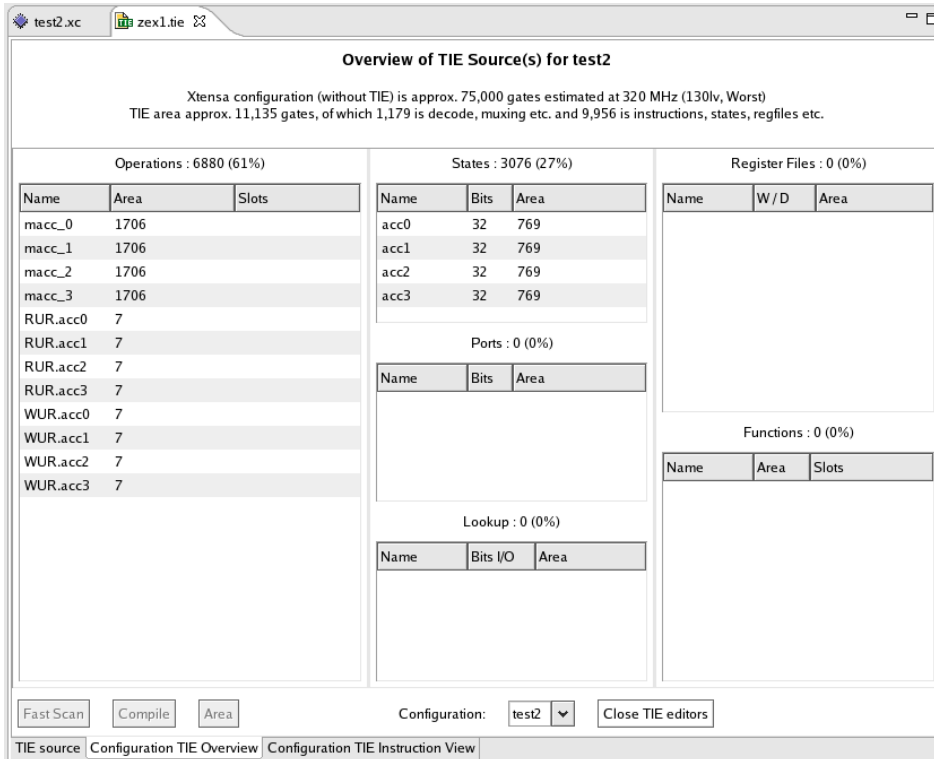 test2.xc zex1.tie
Overview of TIE Source(s) for test2
Xtensa configuration (without TIE) is approx. 75,000 gates estimated at 320 MHz (130lv, Worst)
TIE area approx. 11,135 gates, of which 1,179 is decode, muxing etc. and 9,956 is instructions, states, regfiles etc.
Operations : 6880 (61%)
Name Area Slots
macc_0 1706
macc_1 1706
macc_2 1706
macc_3 1706
RUR.acc0 7
RUR.acc1 7
RUR.acc2 7
RUR.acc3 7
WUR.acc0 7
WUR.acc1 7
WUR.acc2 7
WUR.acc3 7
States : 3076 (27%)
Name Bits Area
acc0 32 769
acc1 32 769
acc2 32 769
acc3 32 769
Ports : 0 (0%)
Name Bits Area
Lookup : 0 (0%)
Name Bits I/O Area
Register Files : 0 (0%)
Name W / D Area
Functions : 0 (0%)
Name Area Slots
Fast Scan Compile Area Configuration: test2 Close TIE editors
TIE source Configuration TIE Overview Configuration TIE Instruction View